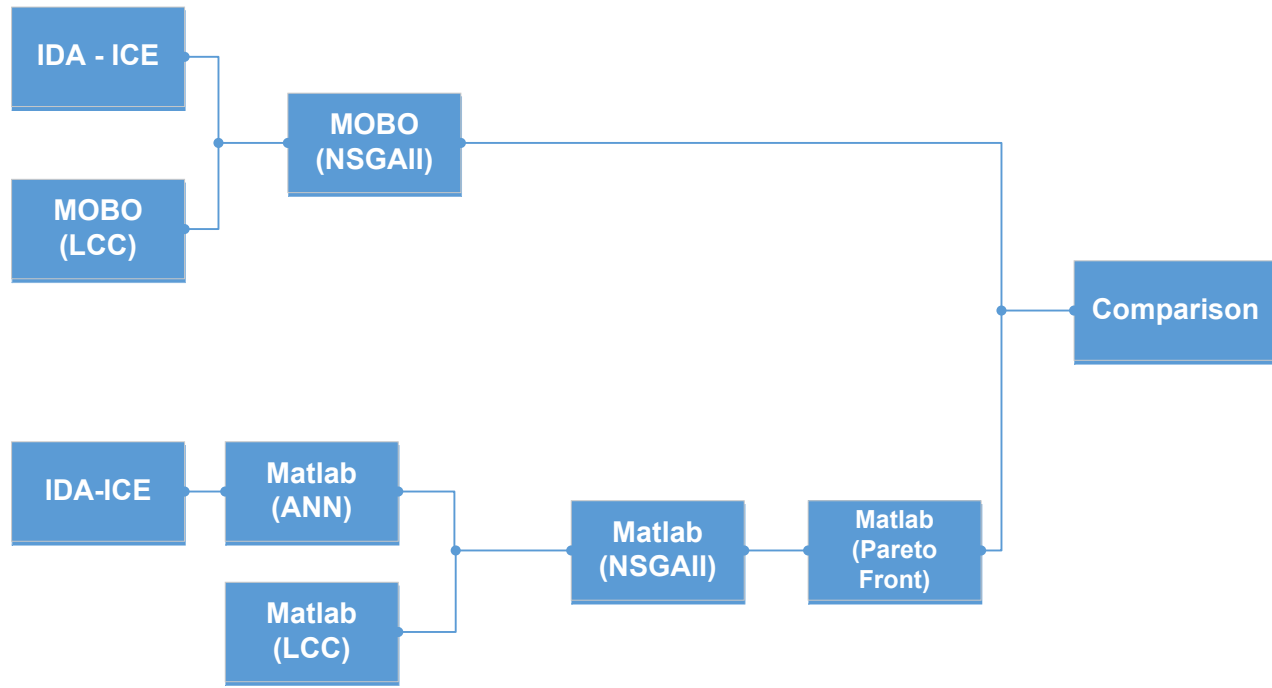 IDA - ICE
MOBO
(NSGAII)
MOBO
(LCC)
Comparison
IDA-ICE
Matlab
(ANN)
Matlab
(NSGAII)
Matlab
(Pareto
Front)
Matlab
(LCC)